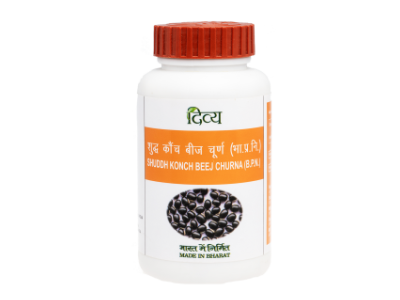 दिव्य
शुद्ध कौंच बीज चूर्ण (भा.प्र.नि.)
SHUDDH KONCH BEEJ CHURNA (B.P.N.)
भारत में निर्मित
MADE IN BHARAT